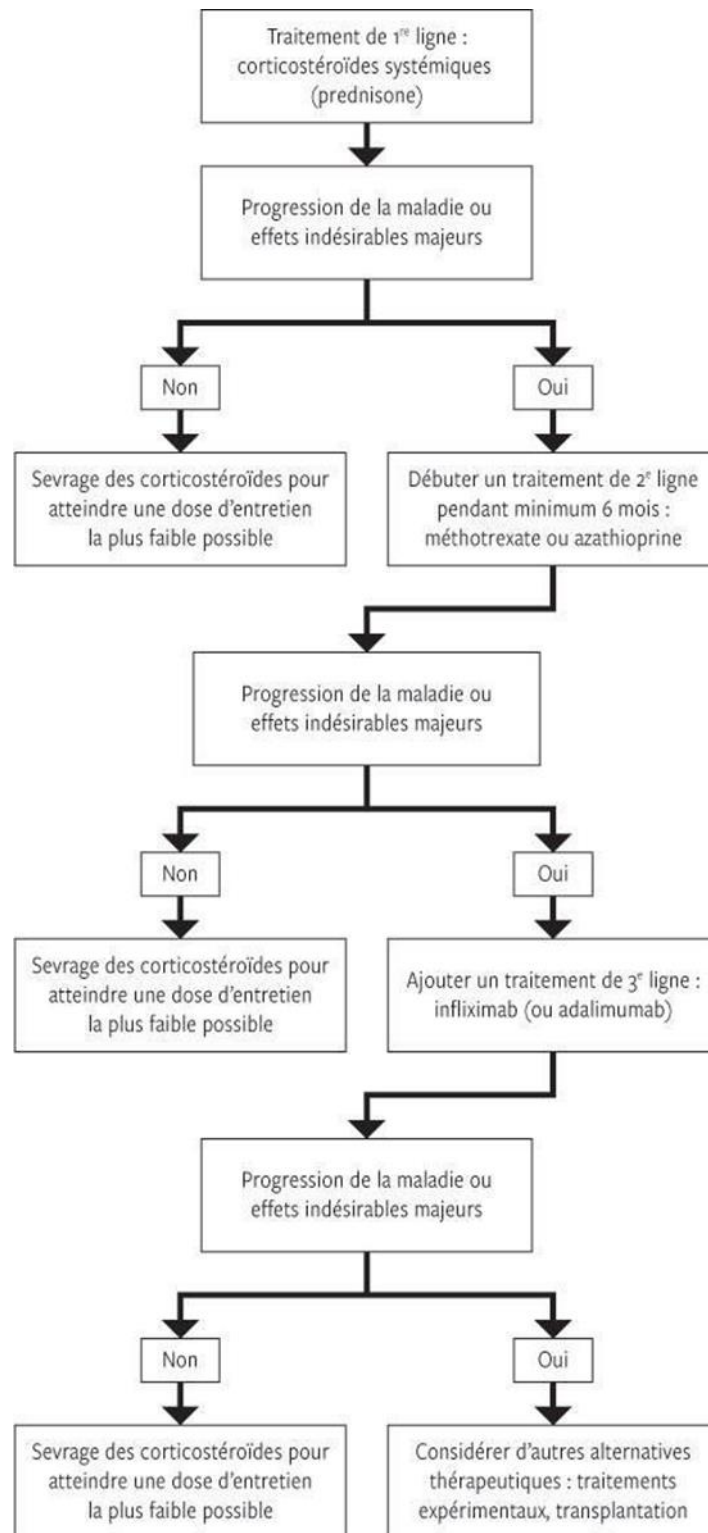 Traitement de 1re ligne :
corticostéroïdes systémiques
(prednisone)
Progression de la maladie ou
effets indésirables majeurs
Non
Oui
Sevrage des corticostéroïdes pour
atteindre une dose d’entretien
la plus faible possible
Débuter un traitement de 2e ligne
pendant minimum 6 mois :
méthotrexate ou azathioprine
Progression de la maladie ou
effets indésirables majeurs
Non
Oui
Sevrage des corticostéroïdes pour
atteindre une dose d’entretien
la plus faible possible
Ajouter un traitement de 3e ligne :
infliximab (ou adalimumab)
Progression de la maladie ou
effets indésirables majeurs
Non
Oui
Sevrage des corticostéroïdes pour
atteindre une dose d’entretien
la plus faible possible
Considérer d’autres alternatives
thérapeutiques : traitements
expérimentaux, transplantation